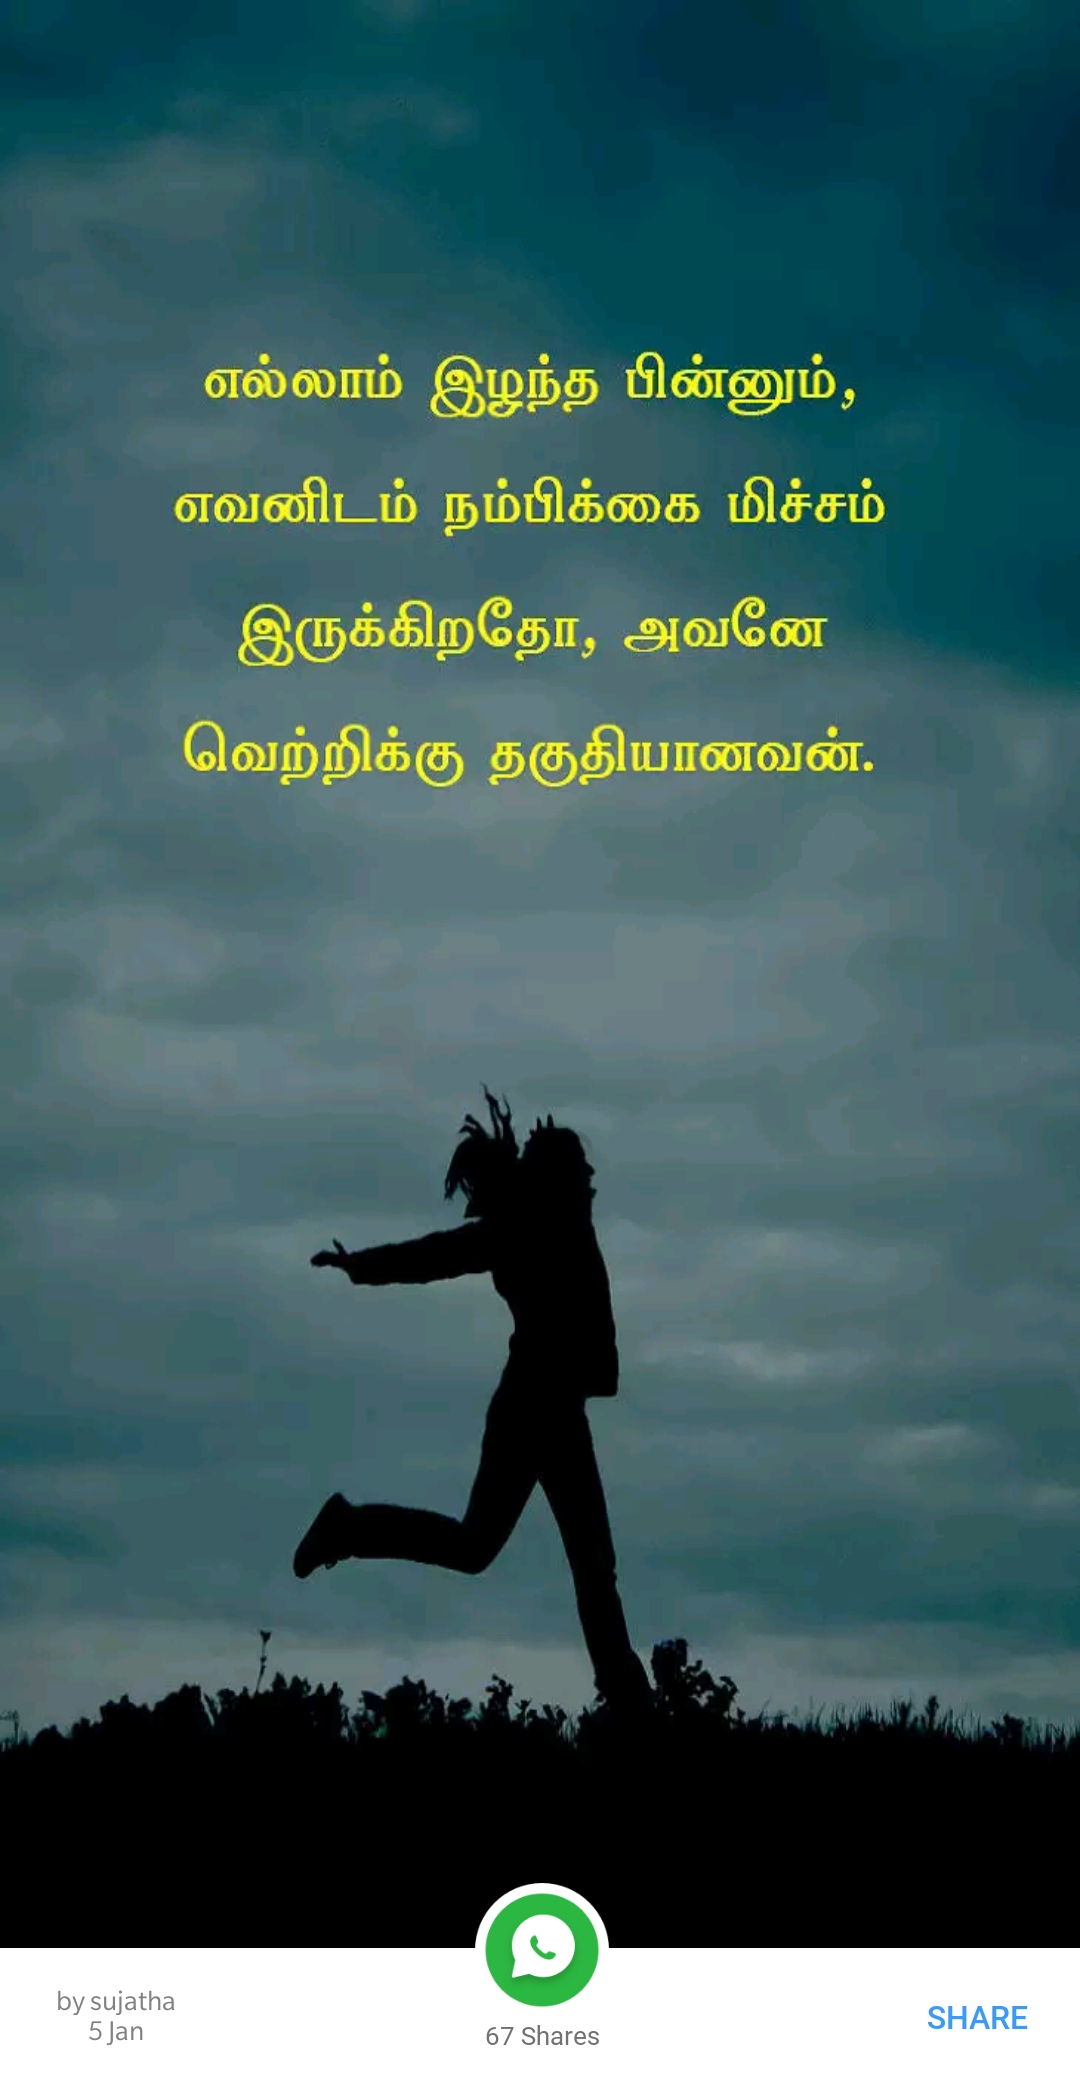 எல்லாம் இழந்த பின்னும்,
எவனிடம் நம்பிக்கை மிச்சம்
இருக்கிறதோ, அவனே
வெற்றிக்கு தகுதியானவன்.
by sujatha
5 Jan
67 Shares
SHARE